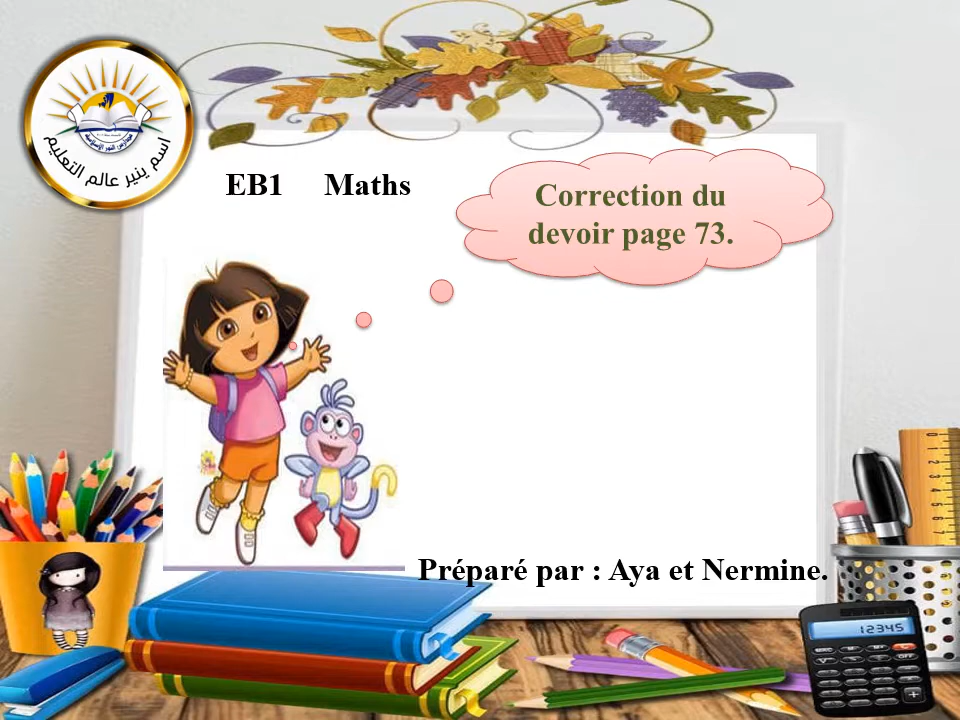 اسم ينير عالم التعليم
EB1 Maths
Correction du
devoir page 73.
Préparé par : Aya et Nermine.
12345